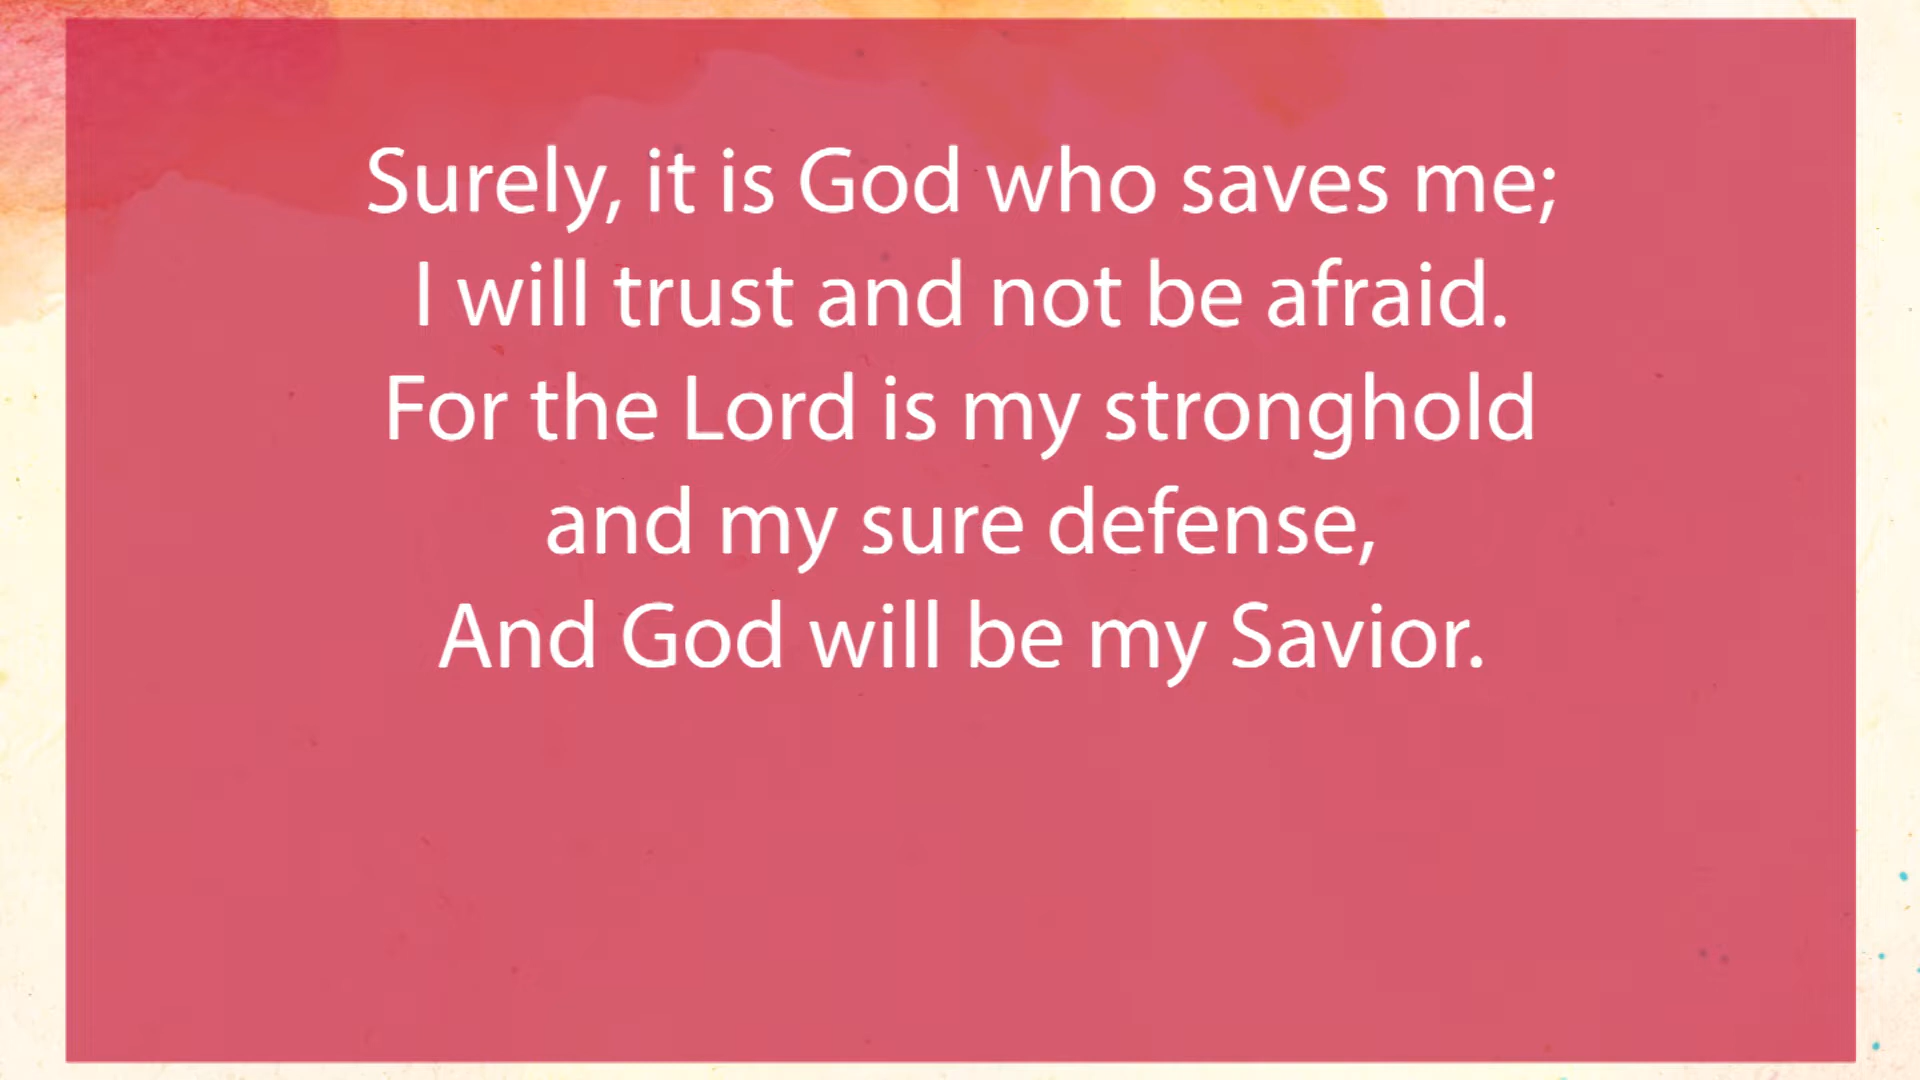 Surely, it is God who saves me;
I will trust and not be afraid.
For the Lord is my stronghold
and my sure defense,
And God will be my Savior.